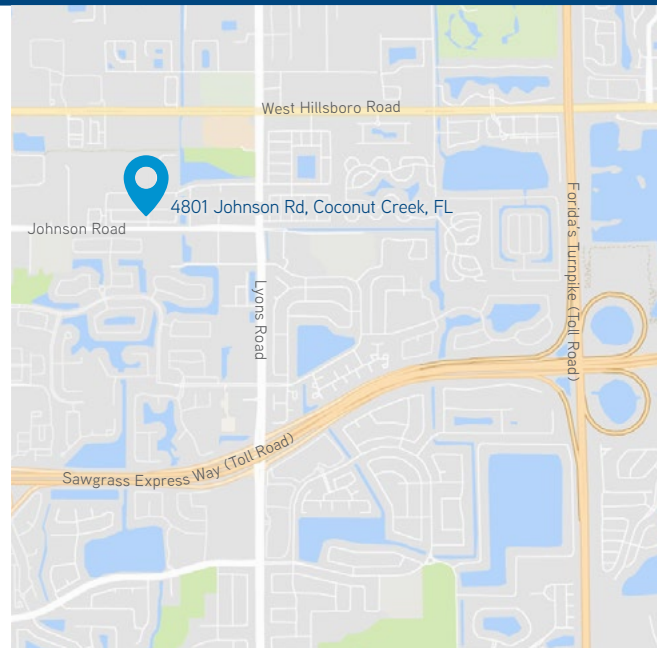 West Hillsboro Road
4801 Johnson Rd, Coconut Creek, FL
Johnson Road
Lyons Road
Forida's Turnpike (Toll Road)
Sawgrass Express Way (Toll Road)